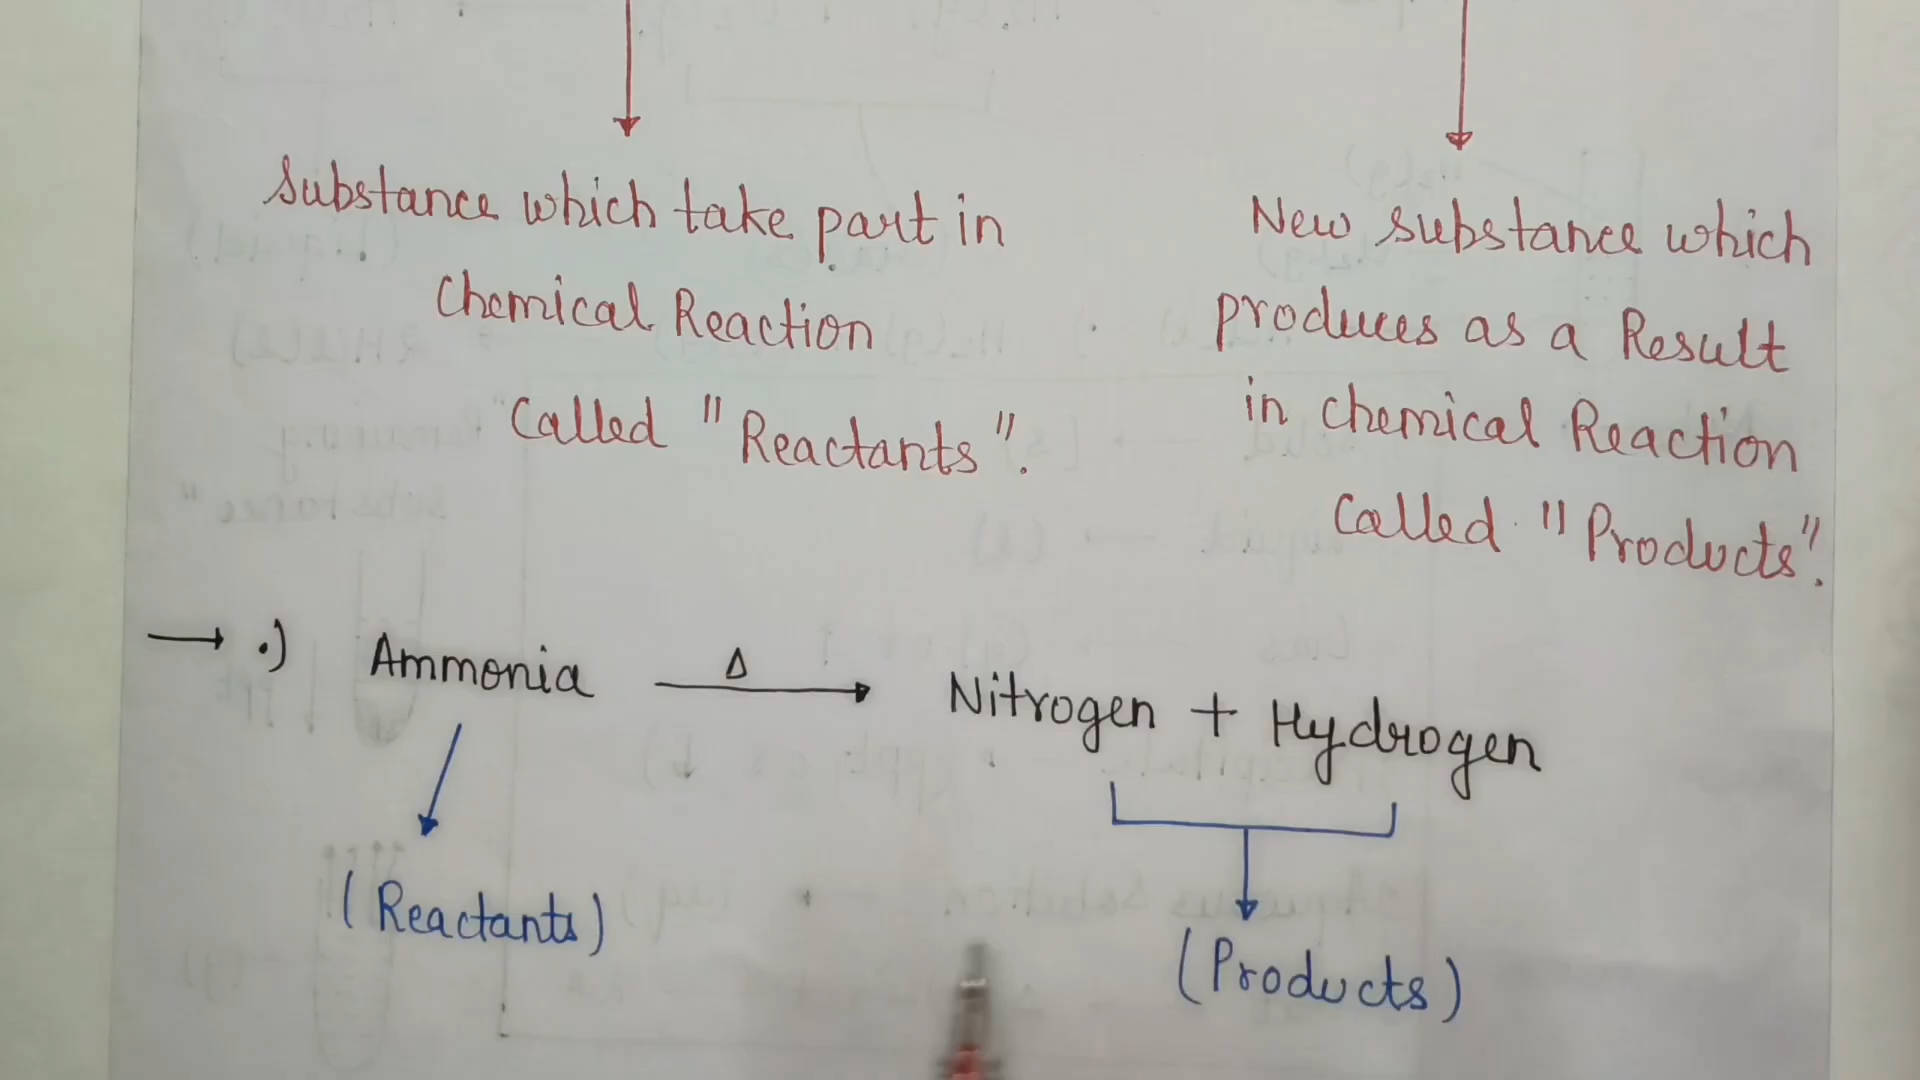 Substance which take part in
Chemical Reaction
Called "Reactants".
New substance which
produces as a Result
in chemical Reaction
Called "Products".
→ •) Ammonia —Δ→ Nitrogen + Hydrogen
(Reactants)
(Products)